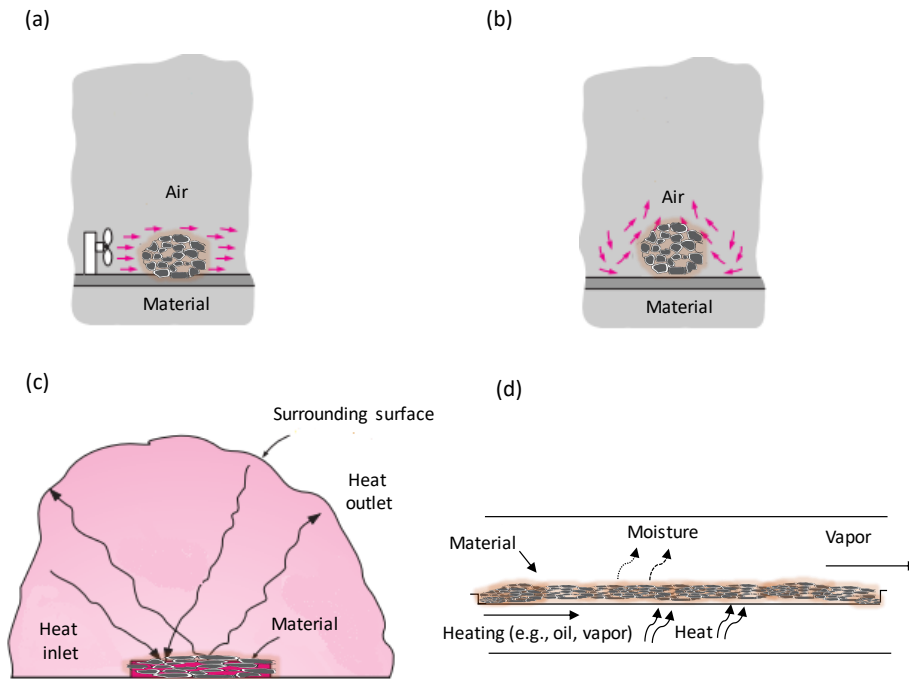 (a)
Air
Material
(b)
Air
Material
(c)
Surrounding surface
Heat
outlet
Heat
inlet
Material
(d)
Moisture
Material
Vapor
Heating (e.g., oil, vapor)
Heat